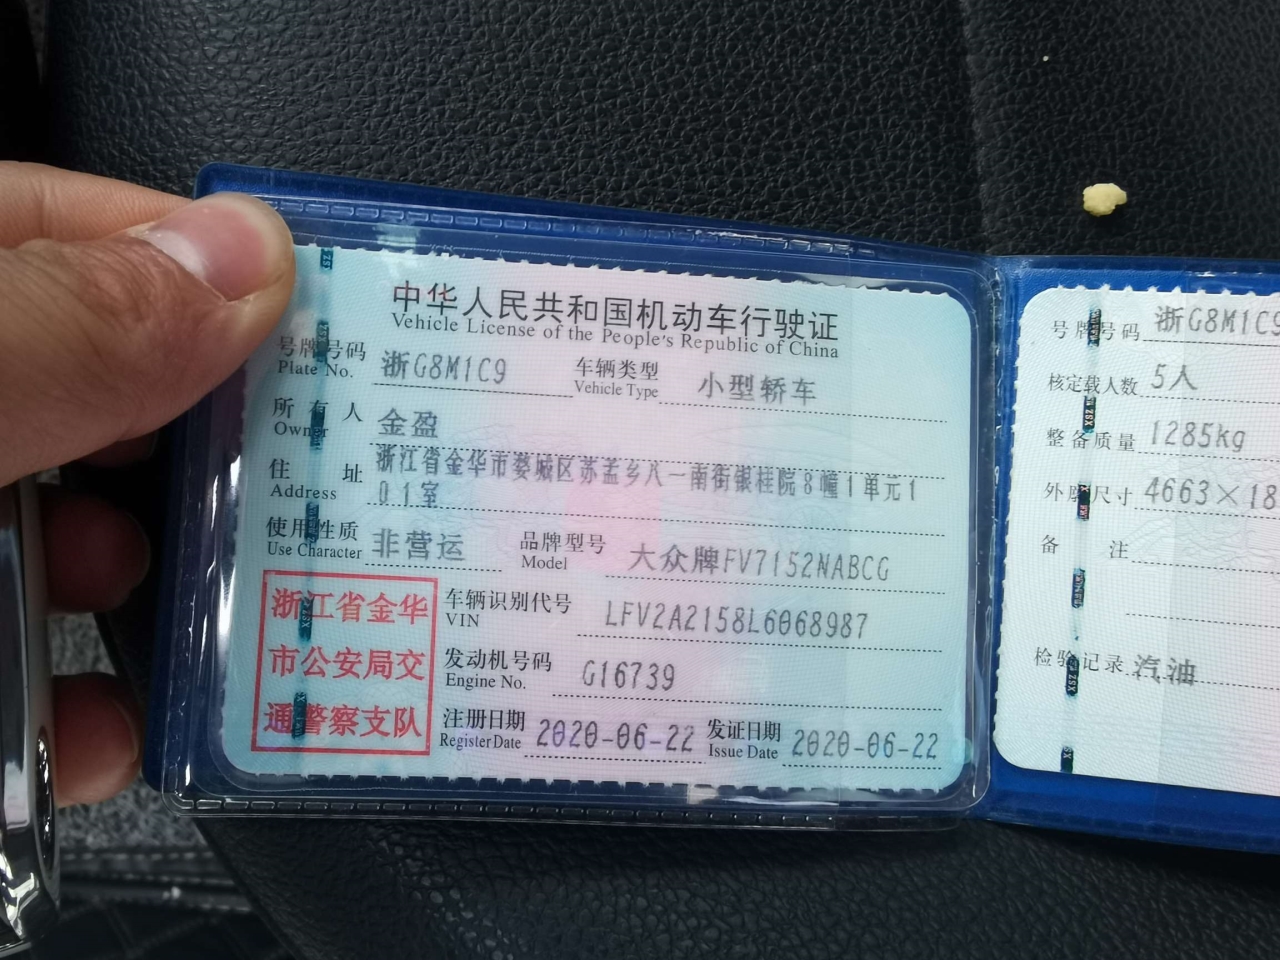 中华人民共和国机动车行驶证
Vehicle License of the People's Republic of China
号牌号码 浙G8M1C9 车辆类型 小型轿车
Plate No. Vehicle Type
所有人 金盈
Owner
住址 浙江省金华市婺城区苏孟乡八一南街银桂院8幢1单元1
Address 01室
使用性质 非营运 品牌型号 大众牌FV7152NABCG
Use Character Model
浙江省金华
市公安局交
通警察支队
车辆识别代号 LFV2A2158L6068987
VIN
发动机号码 G16739
Engine No.
注册日期 2020-06-22 发证日期 2020-06-22
Register Date Issue Date
号牌号码 浙G8M1C9
核定载人数 5人
整备质量 1285kg
外廓尺寸 4663×18
备注
检验记录 汽油